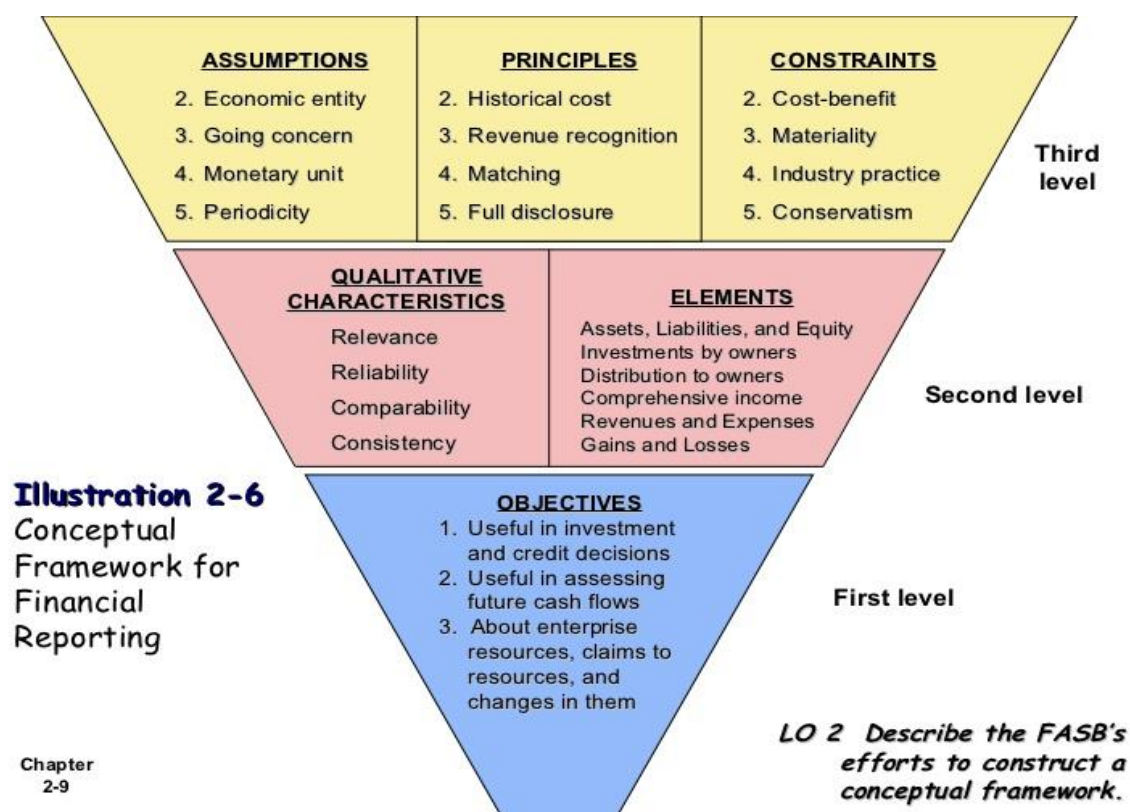 ASSUMPTIONS
2. Economic entity
3. Going concern
4. Monetary unit
5. Periodicity
PRINCIPLES
2. Historical cost
3. Revenue recognition
4. Matching
5. Full disclosure
CONSTRAINTS
2. Cost-benefit
3. Materiality
4. Industry practice
5. Conservatism
Third
level
QUALITATIVE
CHARACTERISTICS
Relevance
Reliability
Comparability
Consistency
ELEMENTS
Assets, Liabilities, and Equity
Investments by owners
Distribution to owners
Comprehensive income
Revenues and Expenses
Gains and Losses
Second level
Illustration 2-6
Conceptual
Framework for
Financial
Reporting
OBJECTIVES
1. Useful in investment
and credit decisions
2. Useful in assessing
future cash flows
3. About enterprise
resources, claims to
resources, and
changes in them
First level
Chapter
2-9
LO 2 Describe the FASB's
efforts to construct a
conceptual framework.